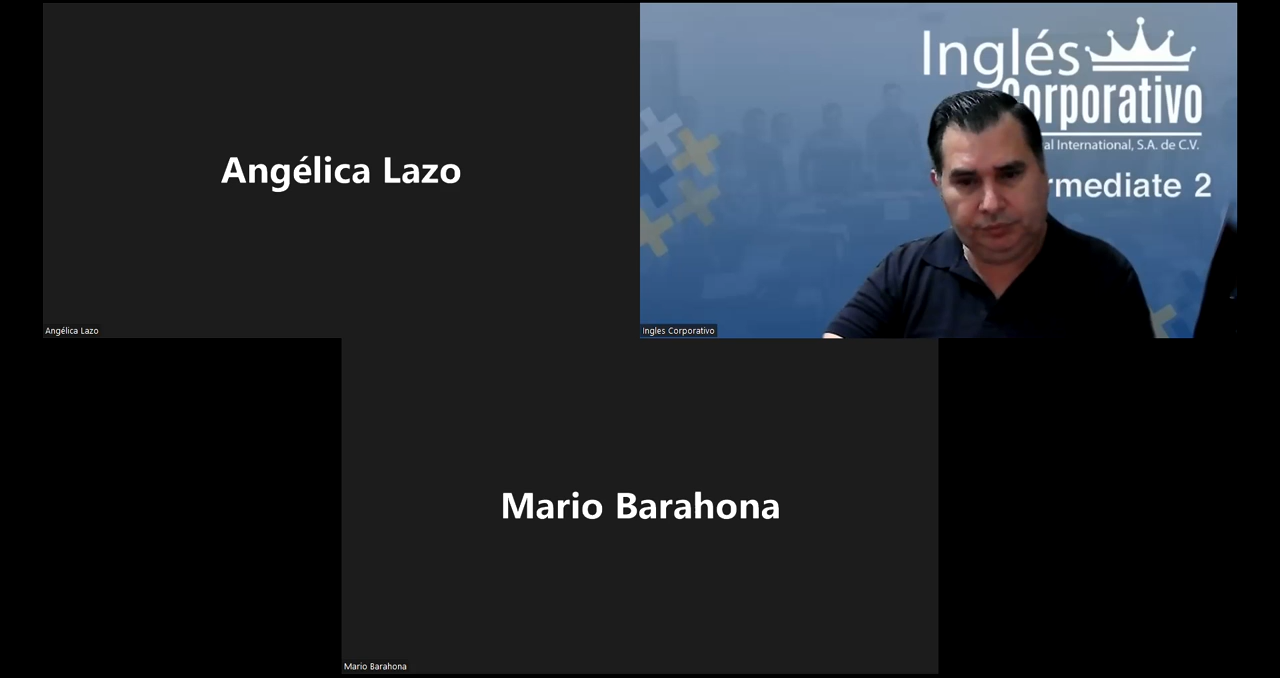 Angélica Lazo
Angélica Lazo
Inglés
Corporativo
al International, S.A. de C.V.
rmediate 2
Ingles Corporativo
Mario Barahona
Mario Barahona